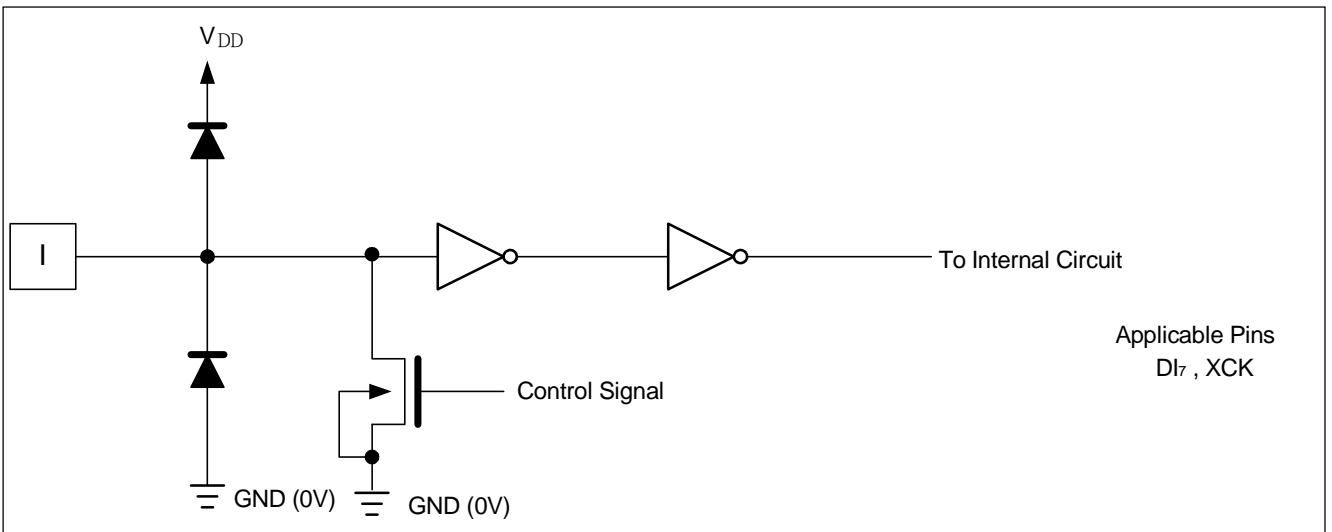 VDD
I
To Internal Circuit
Applicable Pins
DI7 , XCK
Control Signal
GND (0V)
GND (0V)